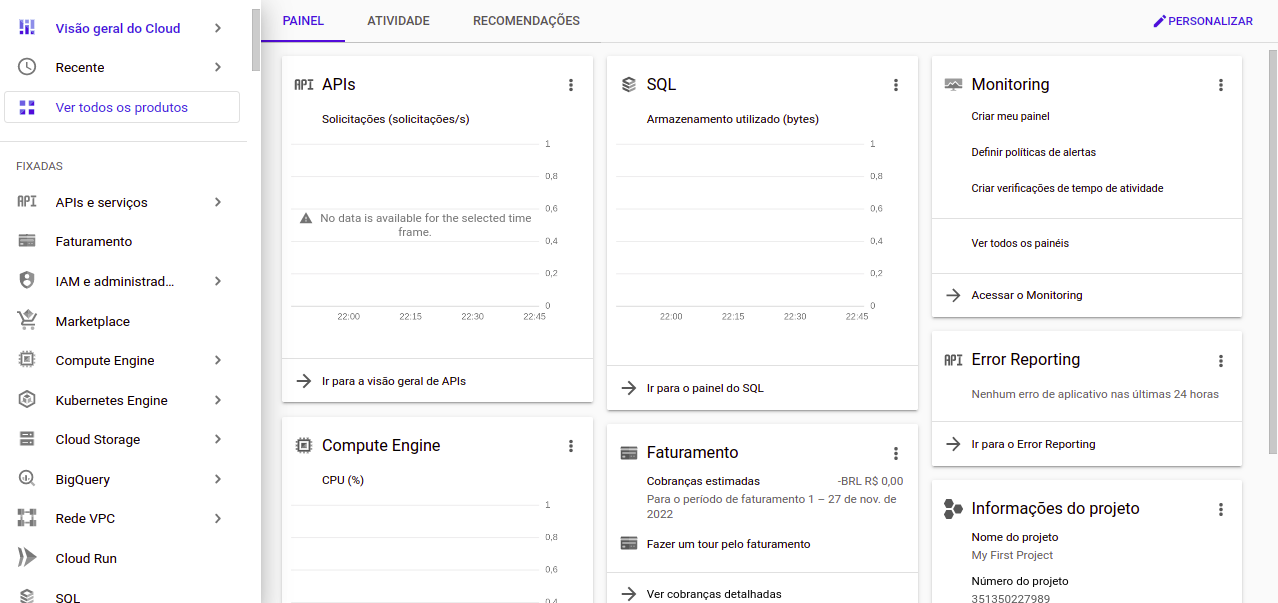 Visão geral do Cloud
Recente
Ver todos os produtos
FIXADAS
API APIs e serviços
Faturamento
IAM e administrad...
Marketplace
Compute Engine
Kubernetes Engine
Cloud Storage
BigQuery
Rede VPC
Cloud Run
SQL
PAINEL ATIVIDADE RECOMENDAÇÕES PERSONALIZAR
API APIs
Solicitações (solicitações/s)
1
0,8
0,6
No data is available for the selected time
frame.
0,4
0,2
0
22:00 22:15 22:30 22:45
Ir para a visão geral de APIs
Compute Engine
CPU (%)
1
0,8
0,6
0,4
SQL
Armazenamento utilizado (bytes)
1
0,8
0,6
0,4
0,2
0
22:00 22:15 22:30 22:45
Ir para o painel do SQL
Faturamento
Cobranças estimadas -BRL R$ 0,00
Para o período de faturamento 1 – 27 de nov. de
2022
Fazer um tour pelo faturamento
Ver cobranças detalhadas
Monitoring
Criar meu painel
Definir políticas de alertas
Criar verificações de tempo de atividade
Ver todos os painéis
Acessar o Monitoring
API Error Reporting
Nenhum erro de aplicativo nas últimas 24 horas
Ir para o Error Reporting
Informações do projeto
Nome do projeto
My First Project
Número do projeto
351350227989